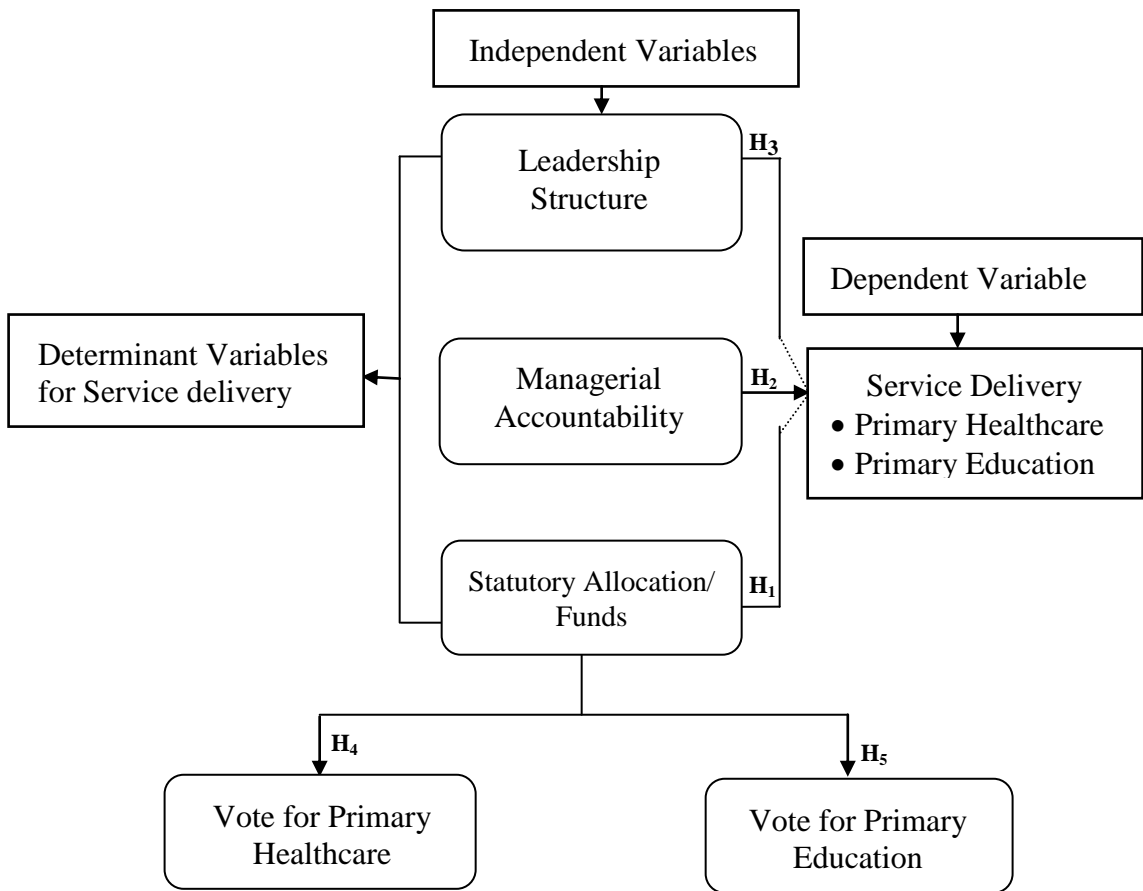 Independent Variables
Leadership
Structure
H₃
Dependent Variable
Determinant Variables
for Service delivery
Managerial
Accountability
H₂
Service Delivery
• Primary Healthcare
• Primary Education
Statutory Allocation/
Funds
H₁
H₄
H₅
Vote for Primary
Healthcare
Vote for Primary
Education